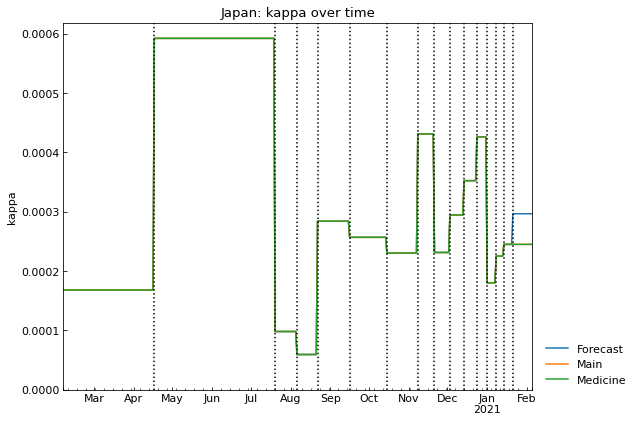 Japan: kappa over time
0.0006
0.0005
0.0004
0.0003
0.0002
0.0001
0.0000
kappa
Mar Apr May Jun Jul Aug Sep Oct Nov Dec Jan Feb
2021
Forecast
Main
Medicine